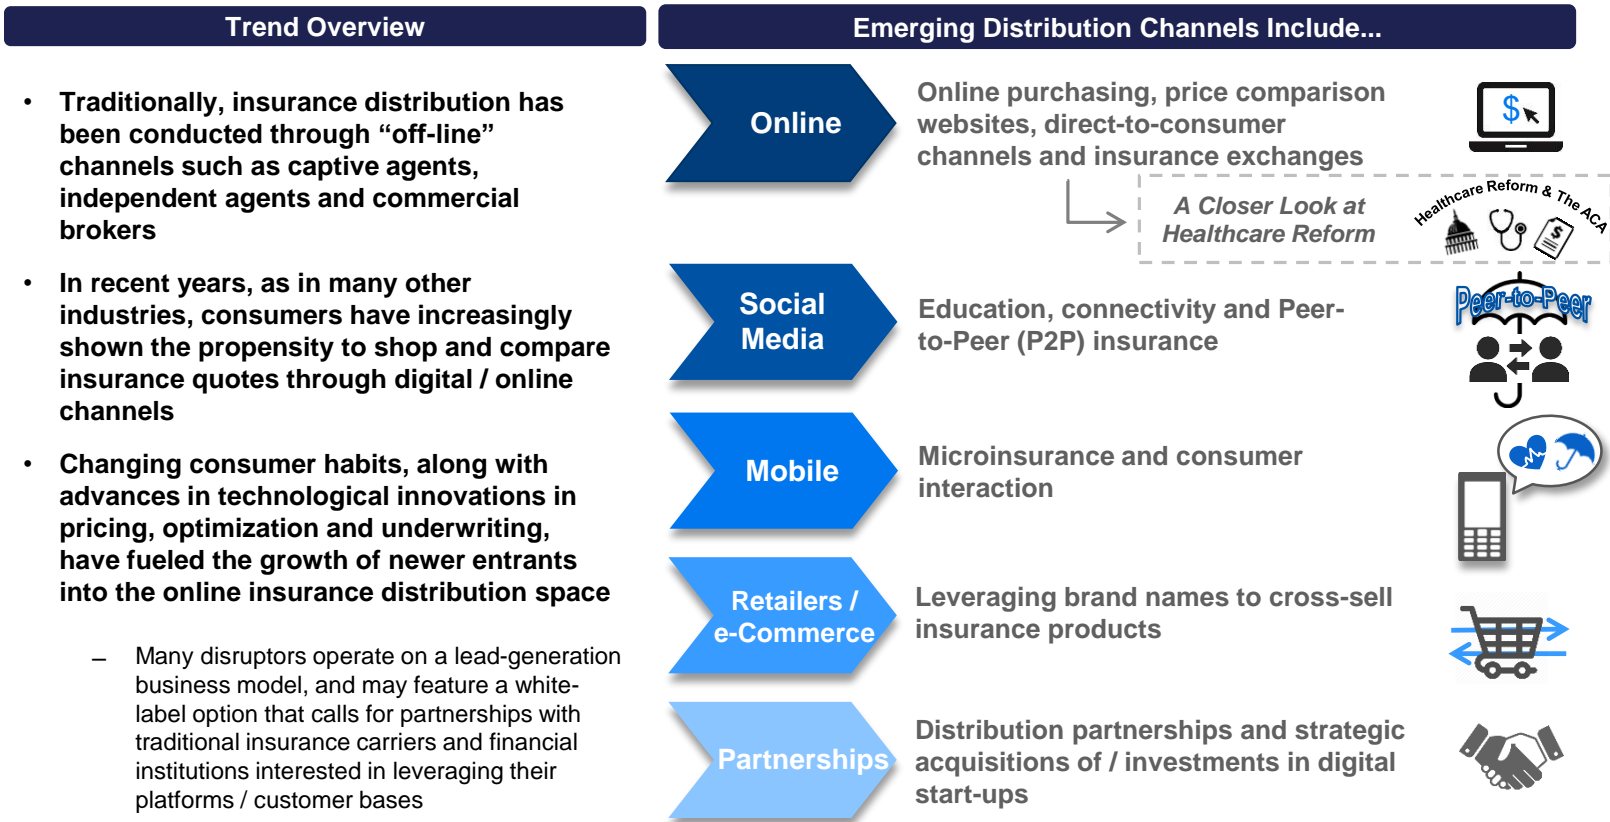 Trend Overview
• Traditionally, insurance distribution has
been conducted through “off-line”
channels such as captive agents,
independent agents and commercial
brokers
• In recent years, as in many other
industries, consumers have increasingly
shown the propensity to shop and compare
insurance quotes through digital / online
channels
• Changing consumer habits, along with
advances in technological innovations in
pricing, optimization and underwriting,
have fueled the growth of newer entrants
into the online insurance distribution space
– Many disruptors operate on a lead-generation
business model, and may feature a white-
label option that calls for partnerships with
traditional insurance carriers and financial
institutions interested in leveraging their
platforms / customer bases
Emerging Distribution Channels Include...
Online
Online purchasing, price comparison
websites, direct-to-consumer
channels and insurance exchanges
$
A Closer Look at
Healthcare Reform
Healthcare Reform & The ACA
$
Social
Media
Education, connectivity and Peer-
to-Peer (P2P) insurance
Peer-to-Peer
Mobile
Microinsurance and consumer
interaction
Retailers /
e-Commerce
Leveraging brand names to cross-sell
insurance products
Partnerships
Distribution partnerships and strategic
acquisitions of / investments in digital
start-ups